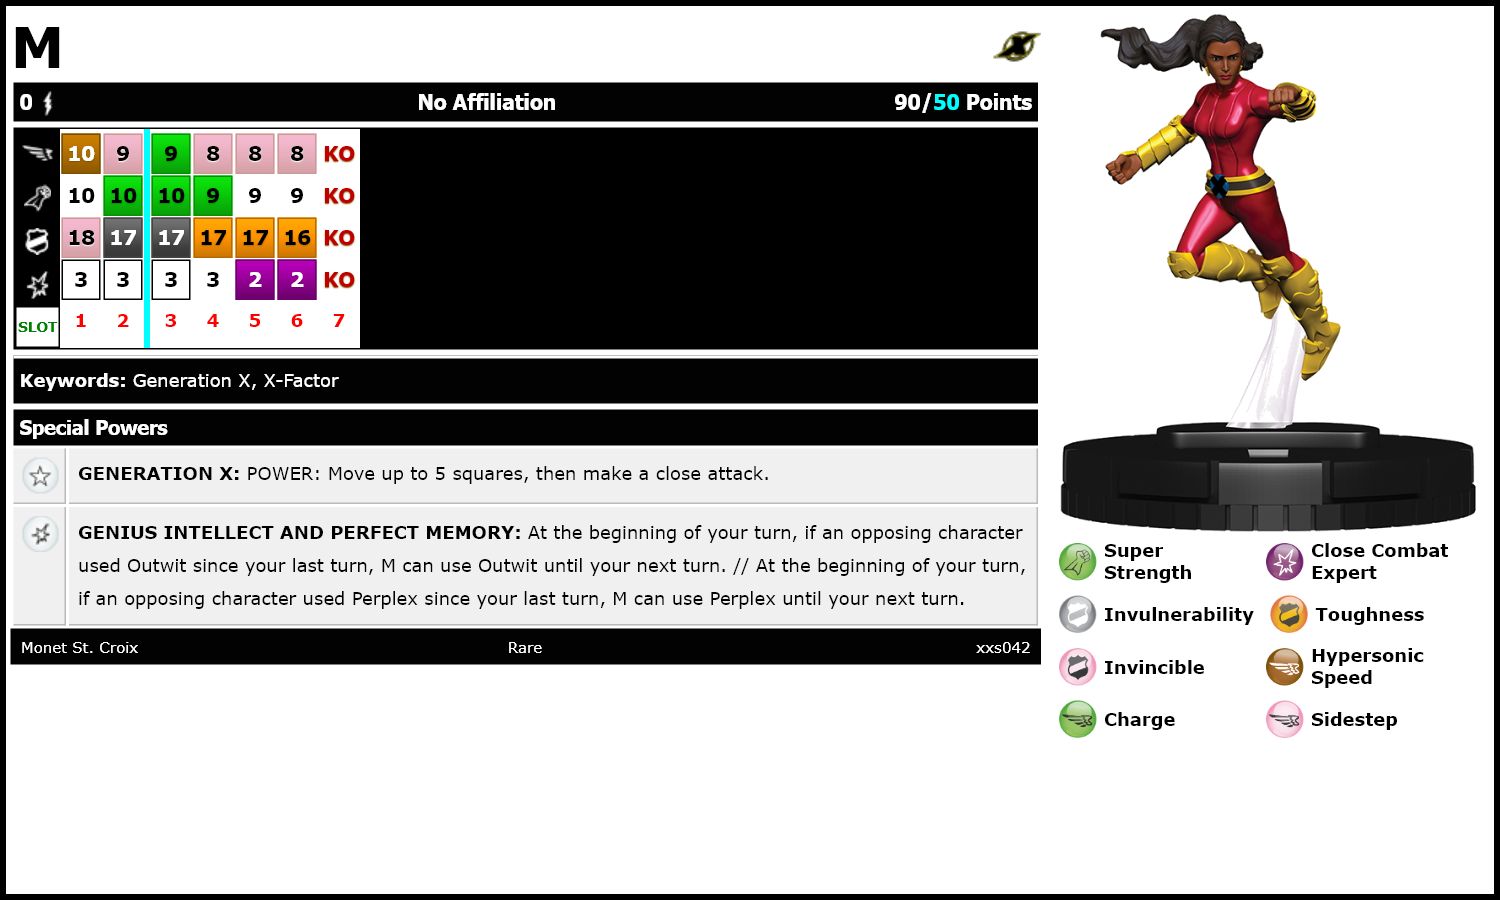 M
0 No Affiliation 90/50 Points
10 9 9 8 8 8 KO
10 10 10 9 9 9 KO
18 17 17 17 17 16 KO
3 3 3 3 2 2 KO
SLOT 1 2 3 4 5 6 7
Keywords: Generation X, X-Factor
Special Powers
GENERATION X: POWER: Move up to 5 squares, then make a close attack.
GENIUS INTELLECT AND PERFECT MEMORY: At the beginning of your turn, if an opposing character
used Outwit since your last turn, M can use Outwit until your next turn. // At the beginning of your turn,
if an opposing character used Perplex since your last turn, M can use Perplex until your next turn.
Monet St. Croix Rare xxs042
Super
Strength
Close Combat
Expert
Invulnerability
Toughness
Invincible
Hypersonic
Speed
Charge
Sidestep